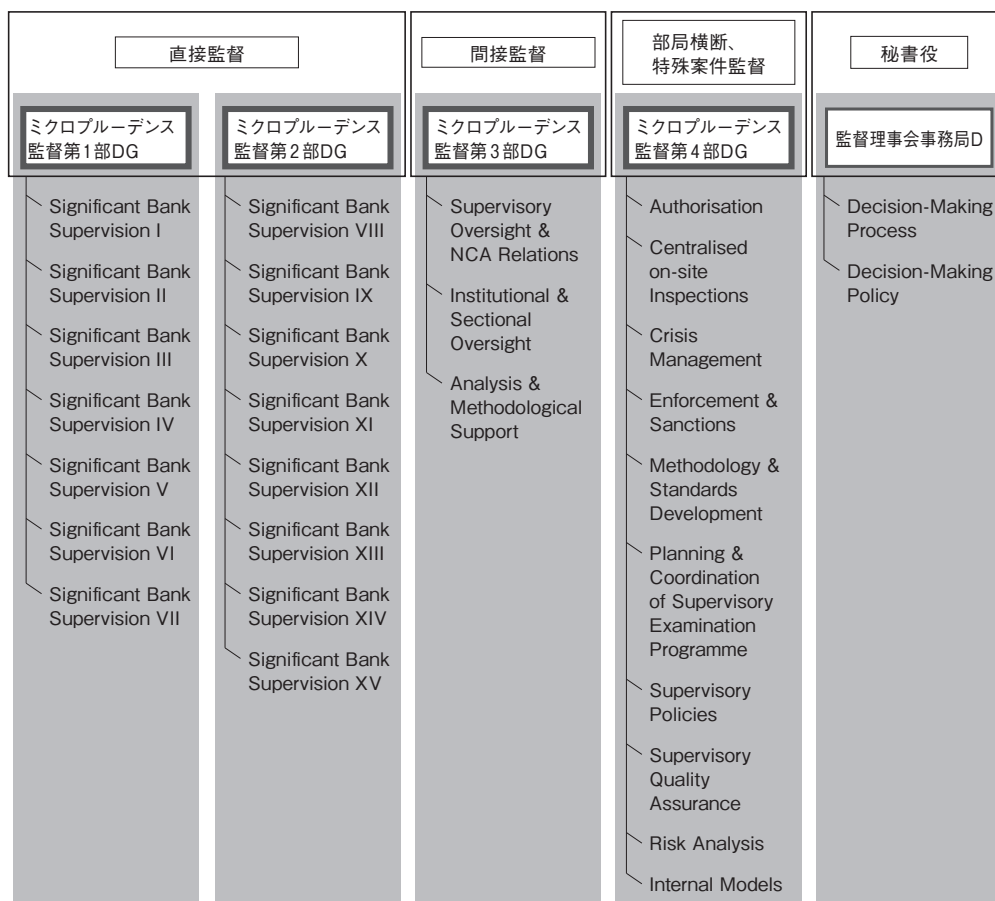 直接監督
ミクロプルーデンス
監督第1部DG
Significant Bank
Supervision I
Significant Bank
Supervision II
Significant Bank
Supervision III
Significant Bank
Supervision IV
Significant Bank
Supervision V
Significant Bank
Supervision VI
Significant Bank
Supervision VII
ミクロプルーデンス
監督第2部DG
Significant Bank
Supervision VIII
Significant Bank
Supervision IX
Significant Bank
Supervision X
Significant Bank
Supervision XI
Significant Bank
Supervision XII
Significant Bank
Supervision XIII
Significant Bank
Supervision XIV
Significant Bank
Supervision XV
間接監督
ミクロプルーデンス
監督第3部DG
Supervisory
Oversight &
NCA Relations
Institutional &
Sectional
Oversight
Analysis &
Methodological
Support
部局横断、
特殊案件監督
ミクロプルーデンス
監督第4部DG
Authorisation
Centralised
on-site
Inspections
Crisis
Management
Enforcement &
Sanctions
Methodology &
Standards
Development
Planning &
Coordination
of Supervisory
Examination
Programme
Supervisory
Policies
Supervisory
Quality
Assurance
Risk Analysis
Internal Models
秘書役
監督理事会事務局D
Decision-Making
Process
Decision-Making
Policy